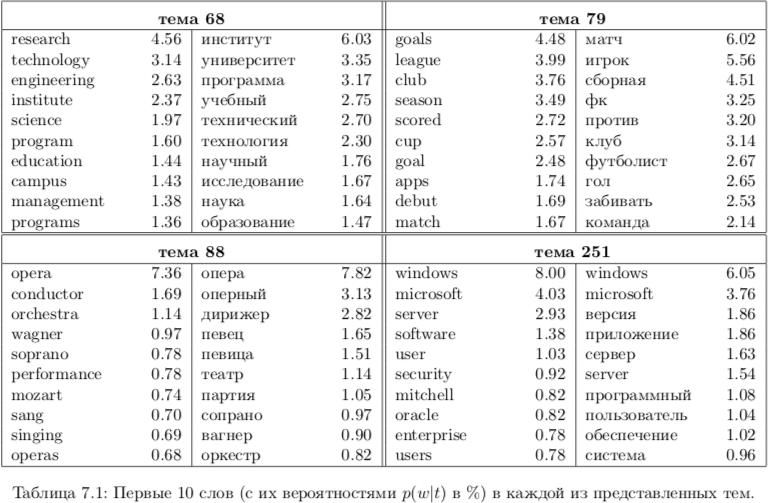 тема 68 тема 79
research 4.56 институт 6.03 goals 4.48 матч 6.02
technology 3.14 университет 3.35 league 3.99 игрок 5.56
engineering 2.63 программа 3.17 club 3.76 сборная 4.51
institute 2.37 учебный 2.75 season 3.49 фк 3.25
science 1.97 технический 2.70 scored 2.72 против 3.20
program 1.60 технология 2.30 cup 2.57 клуб 3.14
education 1.44 научный 1.76 goal 2.48 футболист 2.67
campus 1.43 исследование 1.67 apps 1.74 гол 2.65
management 1.38 наука 1.64 debut 1.69 забивать 2.53
programs 1.36 образование 1.47 match 1.67 команда 2.14
тема 88 тема 251
opera 7.36 опера 7.82 windows 8.00 windows 6.05
conductor 1.69 оперный 3.13 microsoft 4.03 microsoft 3.76
orchestra 1.14 дирижер 2.82 server 2.93 версия 1.86
wagner 0.97 певец 1.65 software 1.38 приложение 1.86
soprano 0.78 певица 1.51 user 1.03 сервер 1.63
performance 0.78 театр 1.14 security 0.92 server 1.54
mozart 0.74 партия 1.05 mitchell 0.82 программный 1.08
sang 0.70 сопрано 0.97 oracle 0.82 пользователь 1.04
singing 0.69 вагнер 0.90 enterprise 0.78 обеспечение 1.02
operas 0.68 оркестр 0.82 users 0.78 система 0.96
Таблица 7.1: Первые 10 слов (с их вероятностями p(w|t) в %) в каждой из представленных тем.